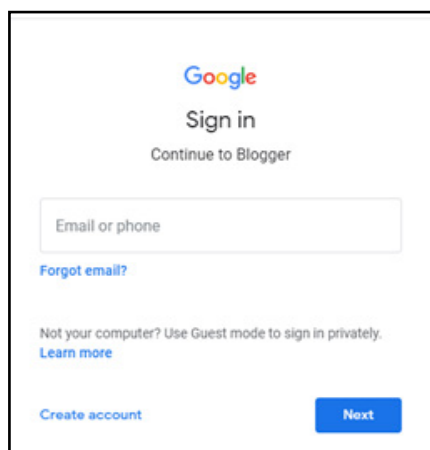 Google
Sign in
Continue to Blogger
Email or phone
Forgot email?
Not your computer? Use Guest mode to sign in privately.
Learn more
Create account
Next